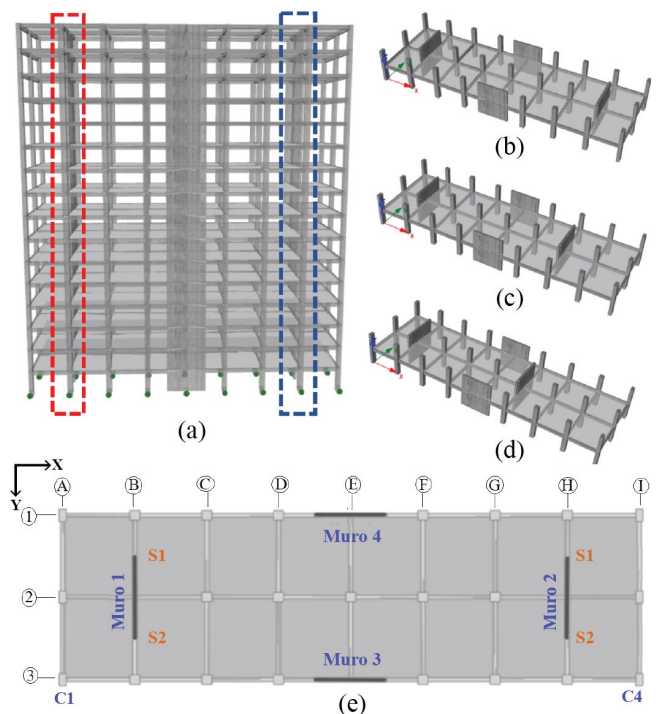 (a)
(b)
(c)
(d)
X
Y
A B C D E F G H I
1
2
3
Muro 4
S1
S1
Muro 1
Muro 2
S2
S2
Muro 3
C1
C4
(e)